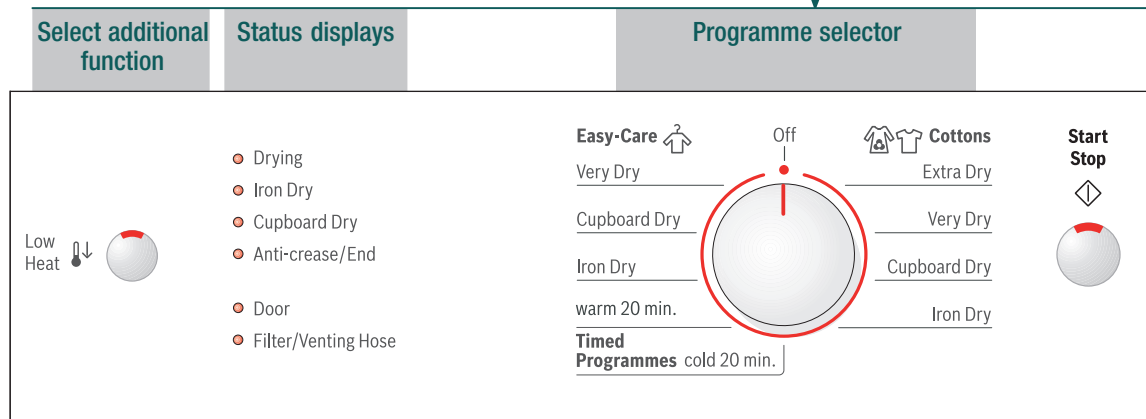 Select additional
function
Status displays
Programme selector
Low
Heat
Drying
Iron Dry
Cupboard Dry
Anti-crease/End
Door
Filter/Venting Hose
Easy-Care
Very Dry
Cupboard Dry
Iron Dry
warm 20 min.
Timed
Programmes cold 20 min.
Off
Cottons
Extra Dry
Very Dry
Cupboard Dry
Iron Dry
Start
Stop